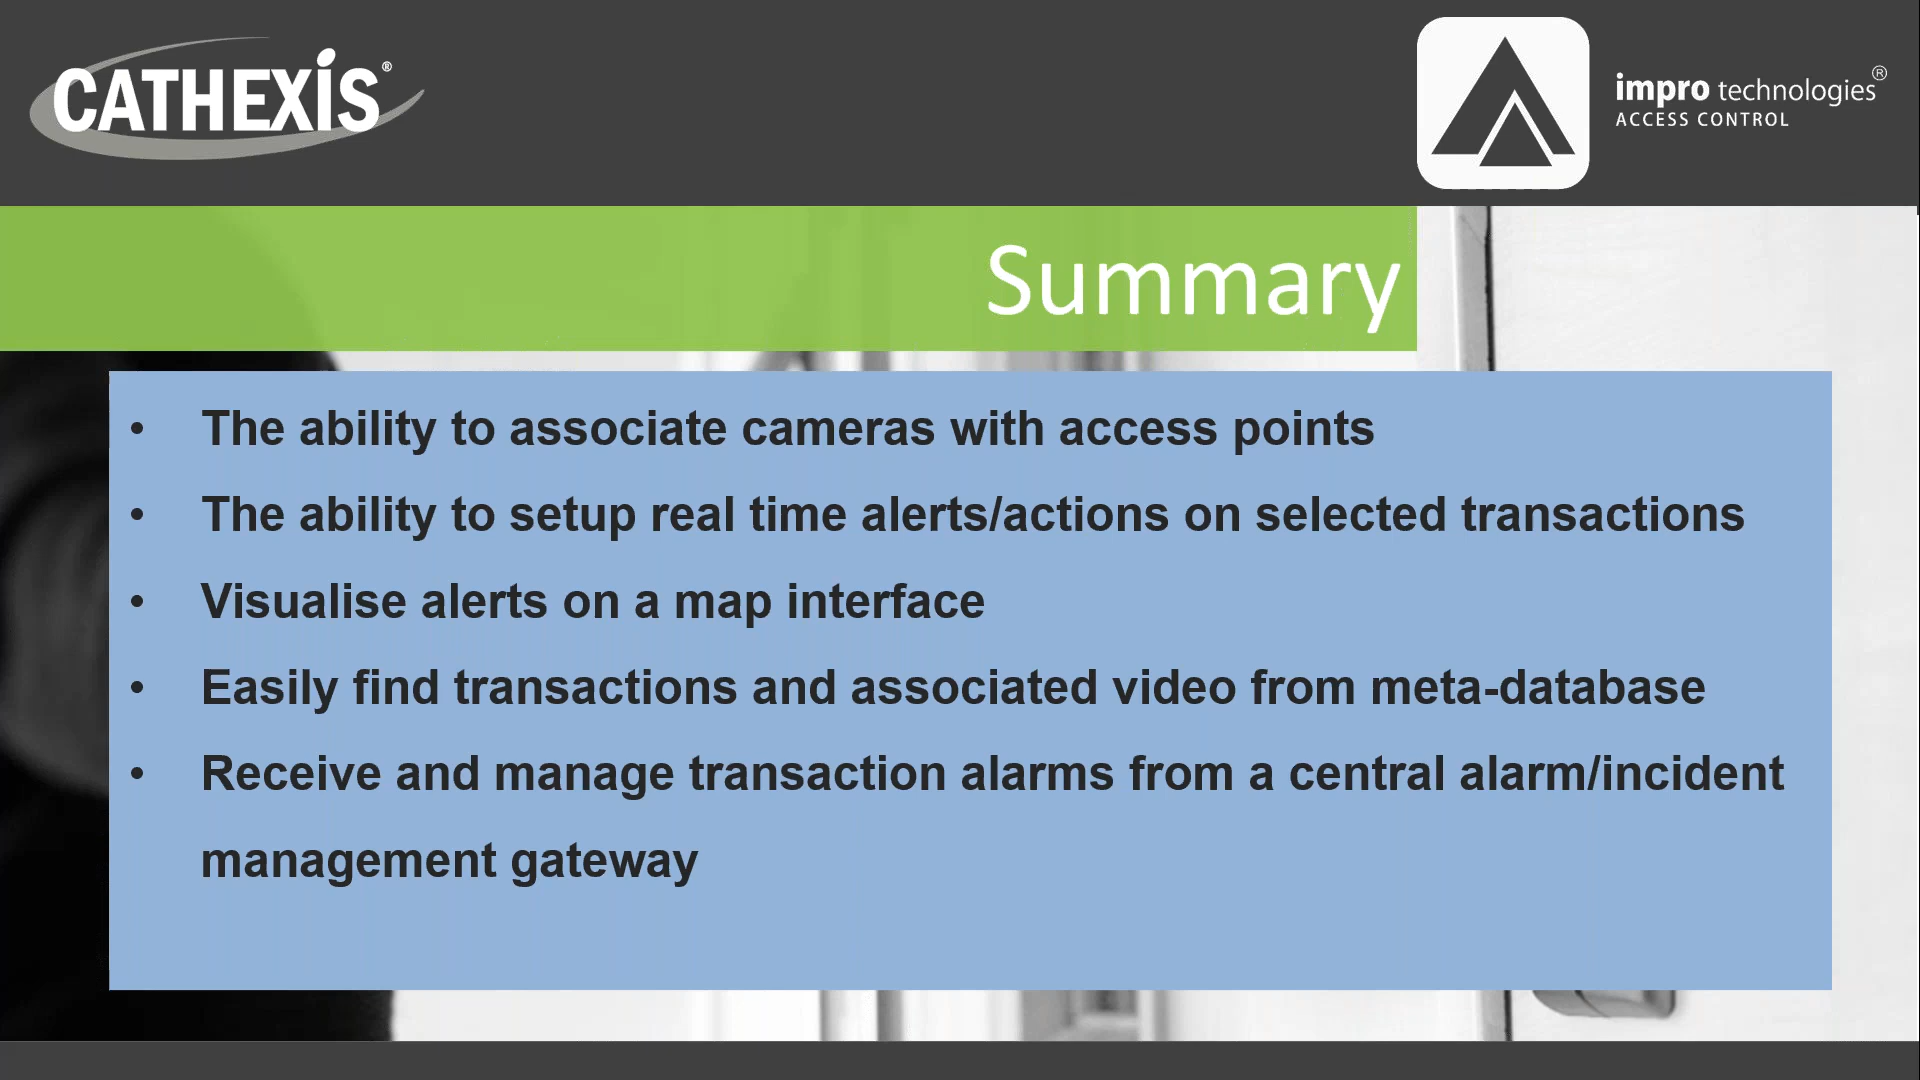 CATHEXIS®
impro technologies®
ACCESS CONTROL
Summary
• The ability to associate cameras with access points
• The ability to setup real time alerts/actions on selected transactions
• Visualise alerts on a map interface
• Easily find transactions and associated video from meta-database
• Receive and manage transaction alarms from a central alarm/incident
management gateway